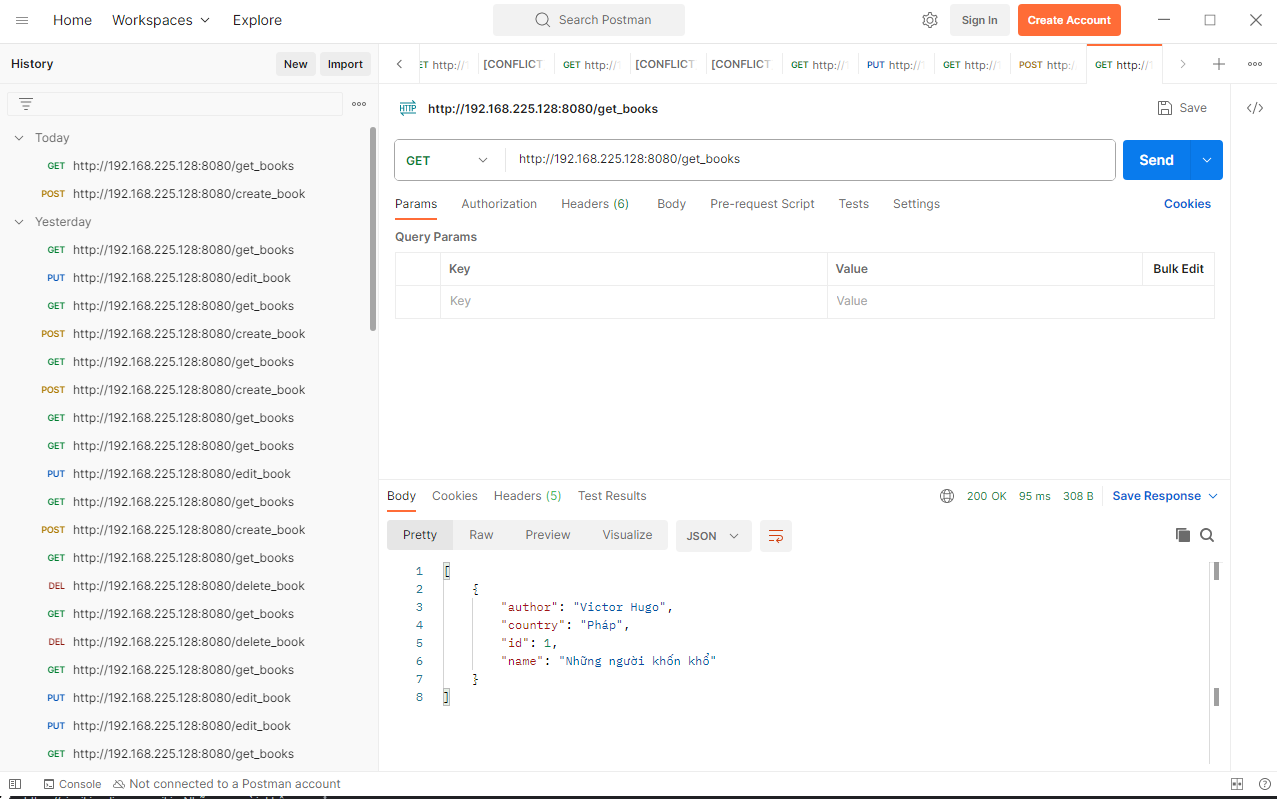 Home Workspaces Explore Search Postman Sign In Create Account
History New Import
GET http:// [CONFLICT GET http:// [CONFLICT [CONFLICT GET http:// PUT http:// GET http:// POST http:/ GET http://
http://192.168.225.128:8080/get_books Save
Today
GET http://192.168.225.128:8080/get_books
POST http://192.168.225.128:8080/create_book
Yesterday
GET http://192.168.225.128:8080/get_books
PUT http://192.168.225.128:8080/edit_book
GET http://192.168.225.128:8080/get_books
POST http://192.168.225.128:8080/create_book
GET http://192.168.225.128:8080/get_books
POST http://192.168.225.128:8080/create_book
GET http://192.168.225.128:8080/get_books
GET http://192.168.225.128:8080/get_books
PUT http://192.168.225.128:8080/edit_book
GET http://192.168.225.128:8080/get_books
POST http://192.168.225.128:8080/create_book
GET http://192.168.225.128:8080/get_books
DEL http://192.168.225.128:8080/delete_book
GET http://192.168.225.128:8080/get_books
DEL http://192.168.225.128:8080/delete_book
GET http://192.168.225.128:8080/get_books
PUT http://192.168.225.128:8080/edit_book
PUT http://192.168.225.128:8080/edit_book
GET http://192.168.225.128:8080/get_books
GET http://192.168.225.128:8080/get_books Send
Params Authorization Headers (6) Body Pre-request Script Tests Settings Cookies
Query Params
Key Value Bulk Edit
Key Value
Body Cookies Headers (5) Test Results 200 OK 95 ms 308 B Save Response
Pretty Raw Preview Visualize JSON
1 [
2 {
3 "author": "Victor Hugo",
4 "country": "Pháp",
5 "id": 1,
6 "name": "Những người khốn khổ"
7 }
8 ]
Console Not connected to a Postman account